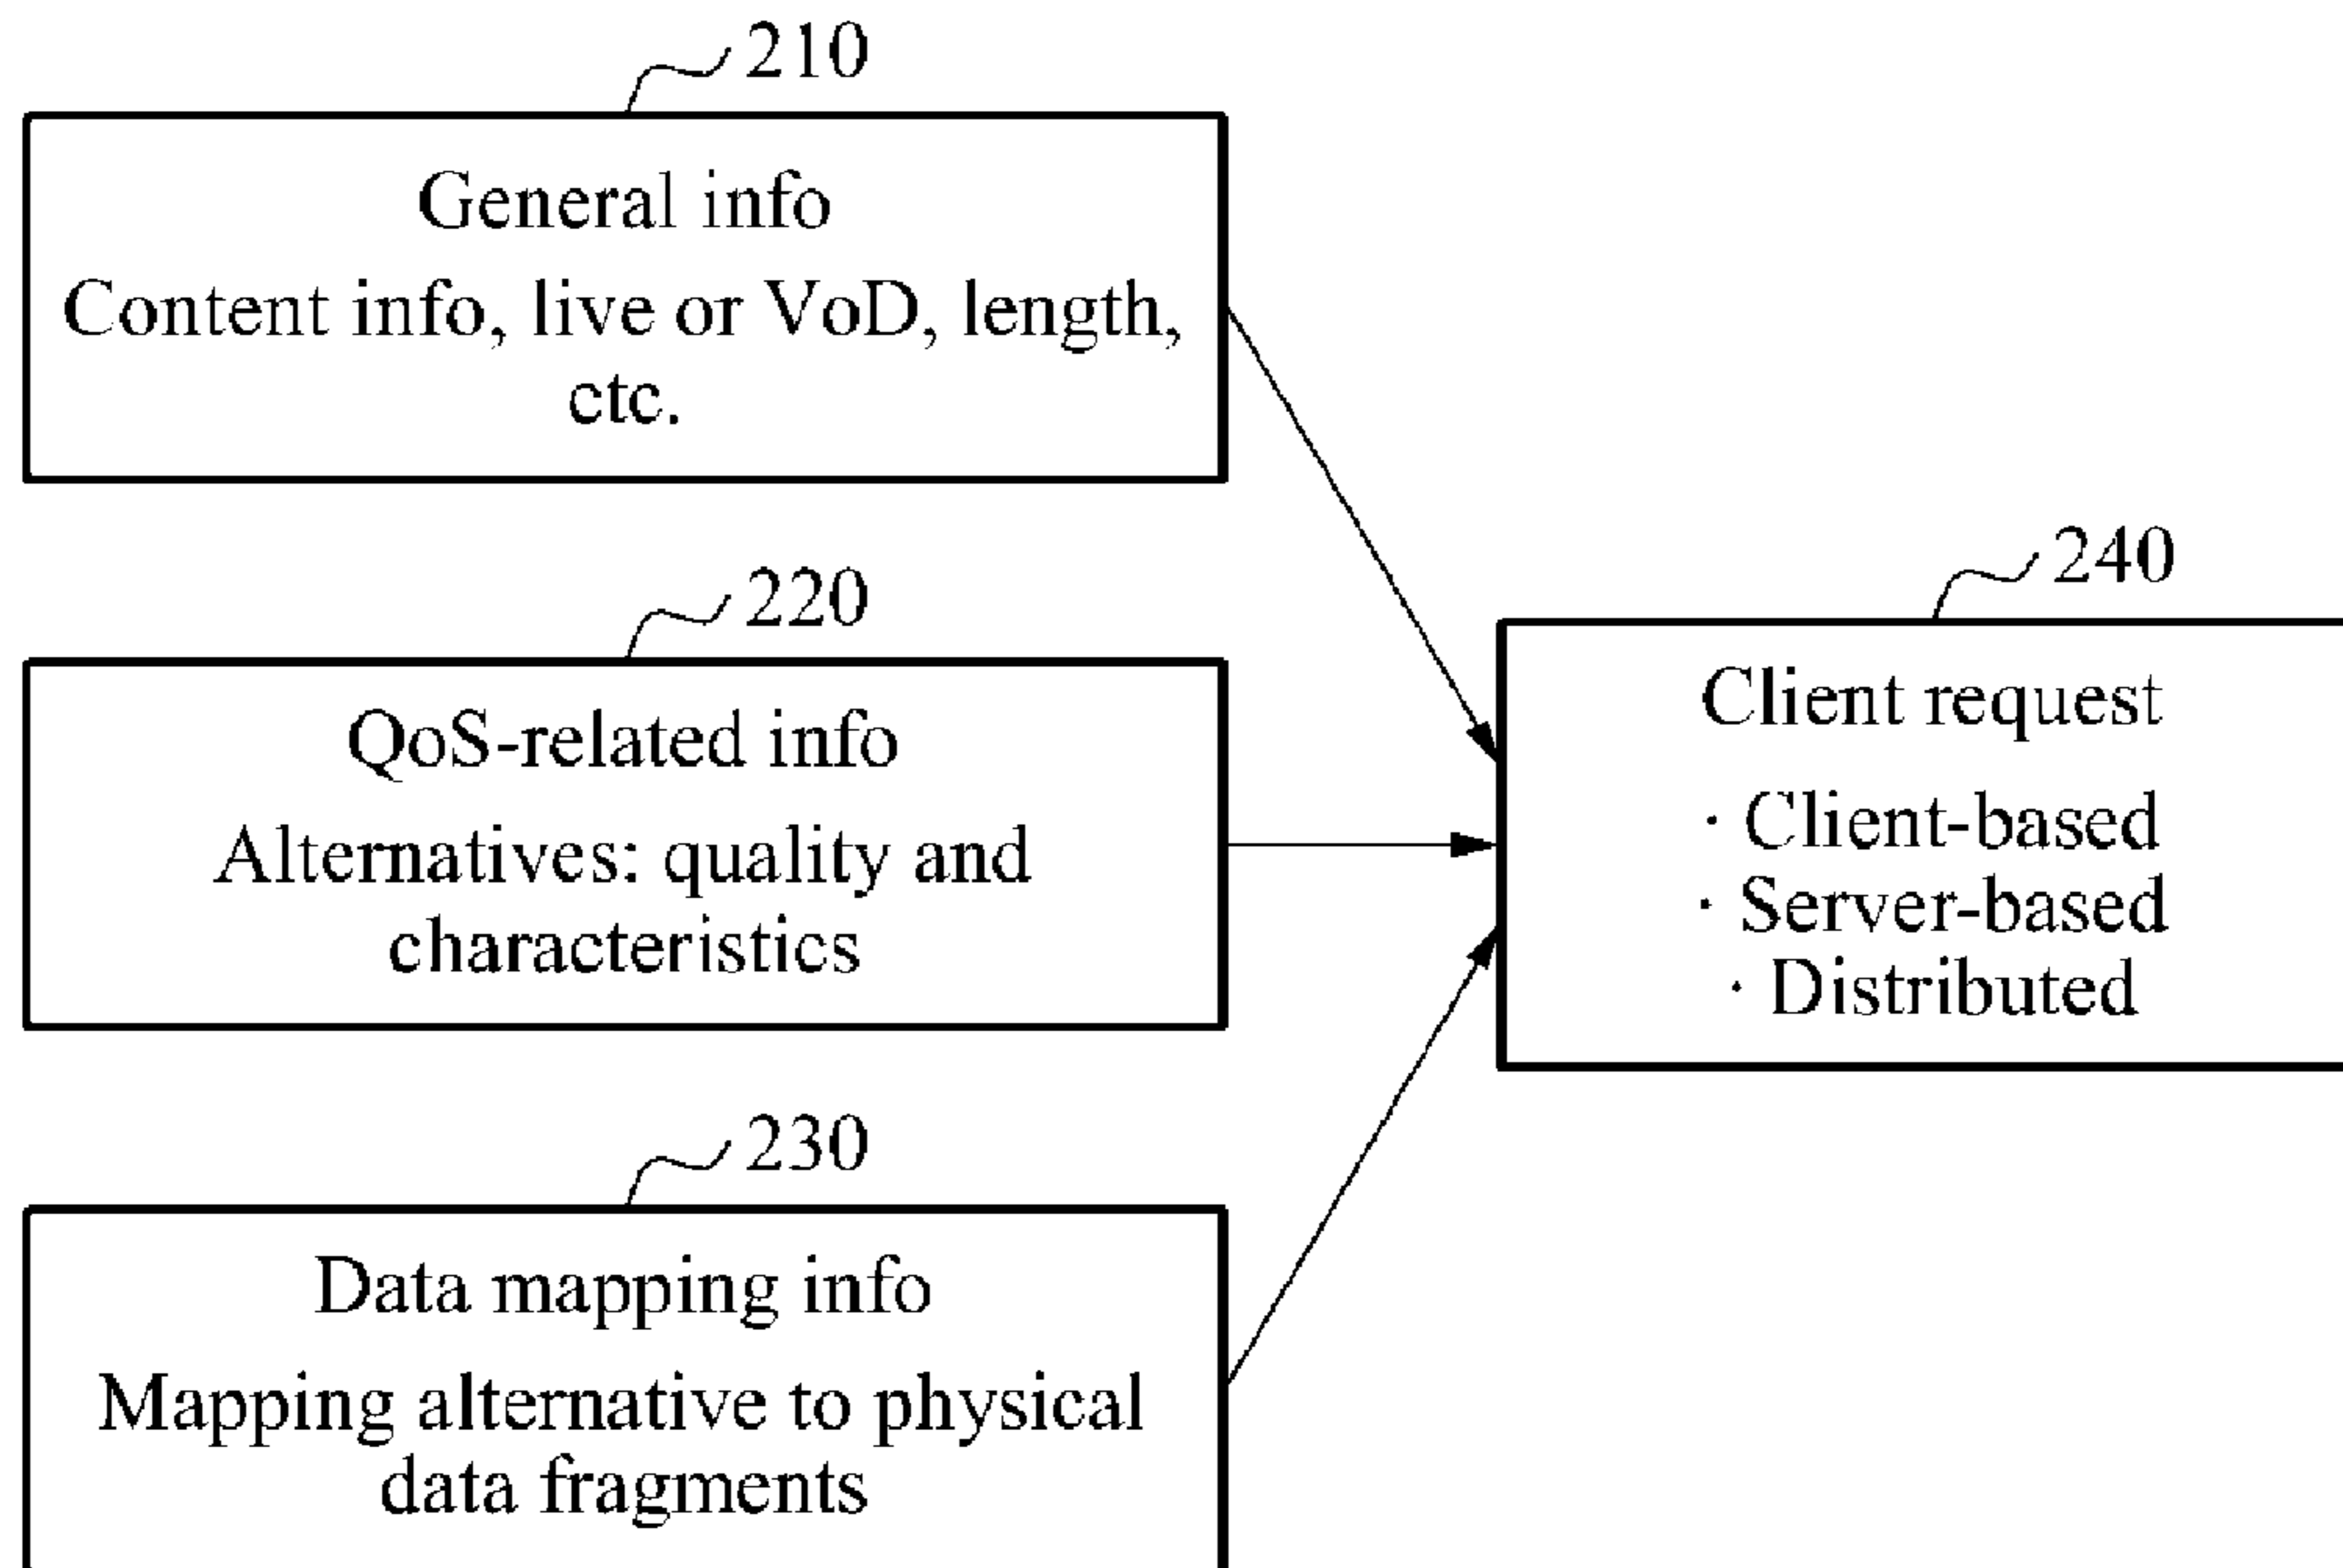 210
General info
Content info, live or VoD, length,
etc.
220
QoS-related info
Alternatives: quality and
characteristics
230
Data mapping info
Mapping alternative to physical
data fragments
240
Client request
· Client-based
· Server-based
· Distributed